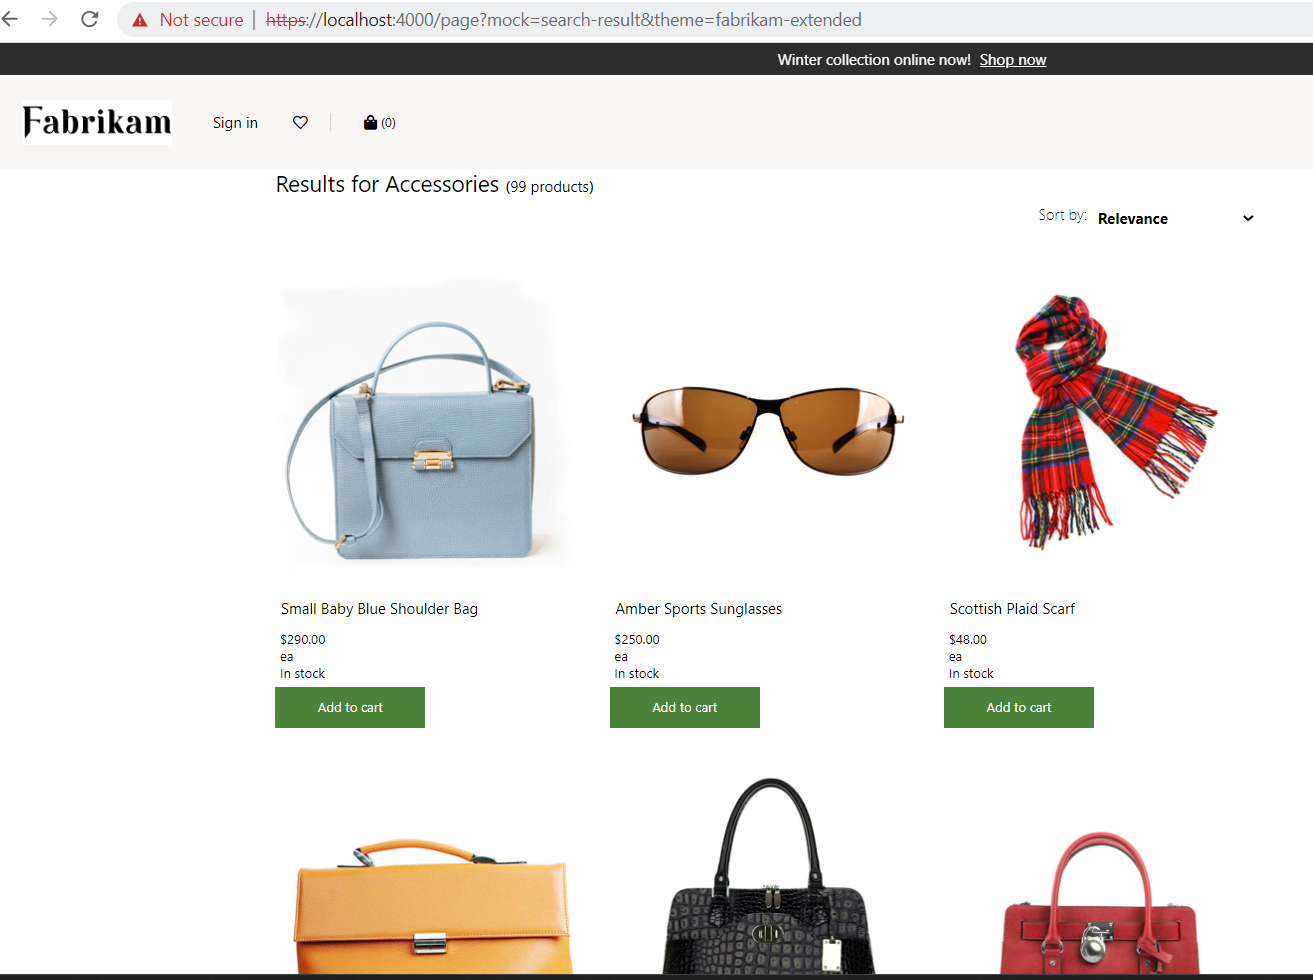 Not secure | https://localhost:4000/page?mock=search-result&theme=fabrikam-extended
Winter collection online now! Shop now
Fabrikam Sign in (0)
Results for Accessories (99 products)
Sort by: Relevance
Small Baby Blue Shoulder Bag Amber Sports Sunglasses Scottish Plaid Scarf
$290.00 $250.00 $48.00
ea ea ea
In stock In stock In stock
Add to cart Add to cart Add to cart